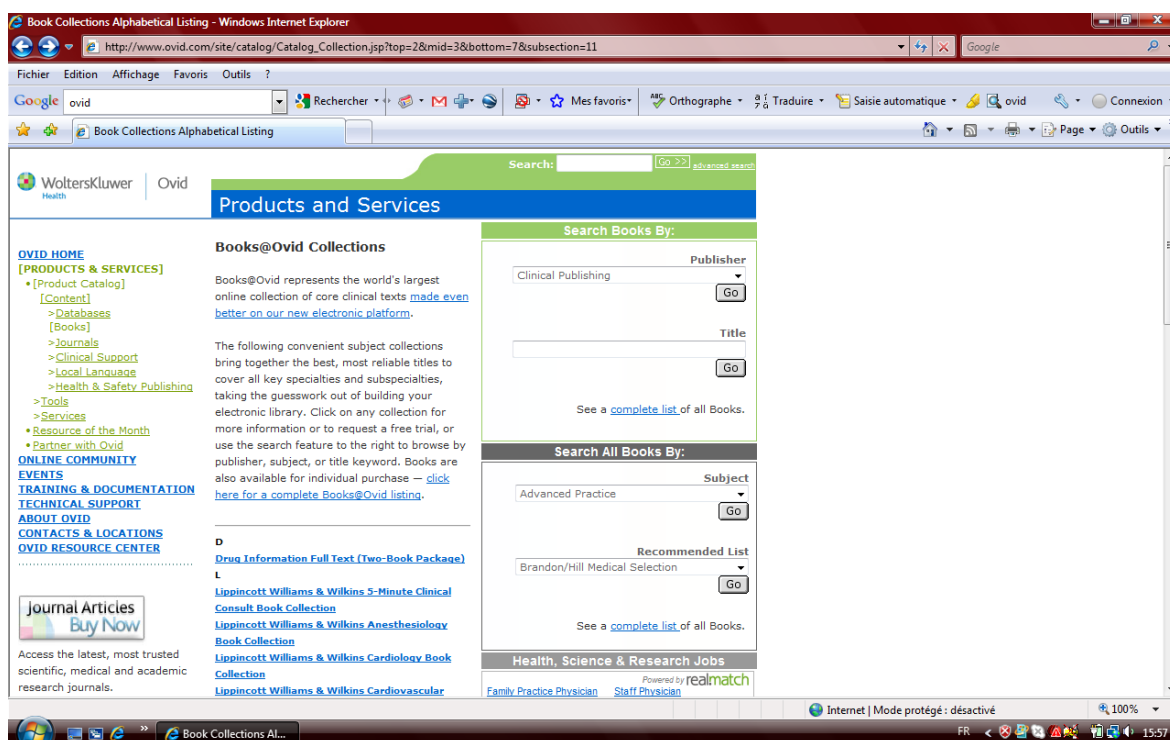 Book Collections Alphabetical Listing - Windows Internet Explorer
http://www.ovid.com/site/catalog/Catalog_Collection.jsp?top=2&mid=3&bottom=7&subsection=11
Google
Fichier Edition Affichage Favoris Outils ?
Google ovid Rechercher Mes favoris Orthographe Traduire Saisie automatique ovid Connexion
Book Collections Alphabetical Listing
Page Outils
WoltersKluwer
Health
Ovid
Search: Go >> advanced search
Products and Services
OVID HOME
[PRODUCTS & SERVICES]
[Product Catalog]
[Content]
>Databases
[Books]
>Journals
>Clinical Support
>Local Language
>Health & Safety Publishing
>Tools
>Services
Resource of the Month
Partner with Ovid
ONLINE COMMUNITY
EVENTS
TRAINING & DOCUMENTATION
TECHNICAL SUPPORT
ABOUT OVID
CONTACTS & LOCATIONS
OVID RESOURCE CENTER
Journal Articles
Buy Now
Access the latest, most trusted
scientific, medical and academic
research journals.
Books@Ovid Collections
Books@Ovid represents the world's largest
online collection of core clinical texts made even
better on our new electronic platform.
The following convenient subject collections
bring together the best, most reliable titles to
cover all key specialties and subspecialties,
taking the guesswork out of building your
electronic library. Click on any collection for
more information or to request a free trial, or
use the search feature to the right to browse by
publisher, subject, or title keyword. Books are
also available for individual purchase — click
here for a complete Books@Ovid listing.
D
Drug Information Full Text (Two-Book Package)
L
Lippincott Williams & Wilkins 5-Minute Clinical
Consult Book Collection
Lippincott Williams & Wilkins Anesthesiology
Book Collection
Lippincott Williams & Wilkins Cardiology Book
Collection
Lippincott Williams & Wilkins Cardiovascular
Search Books By:
Publisher
Clinical Publishing
Go
Title
Go
See a complete list of all Books.
Search All Books By:
Subject
Advanced Practice
Go
Recommended List
Brandon/Hill Medical Selection
Go
See a complete list of all Books.
Health, Science & Research Jobs
Powered by realmatch
Family Practice Physician Staff Physician
Internet | Mode protégé : désactivé 100%
Book Collections Al... FR 15:57